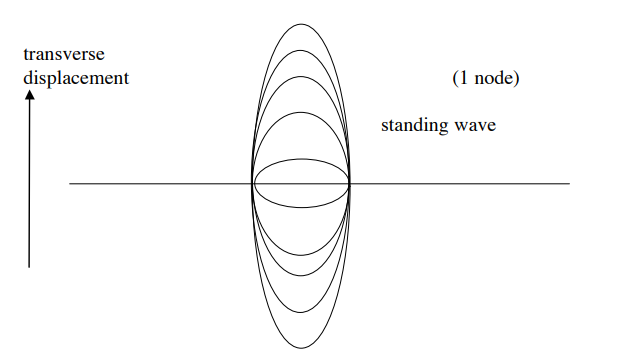 transverse
displacement
(1 node)
standing wave